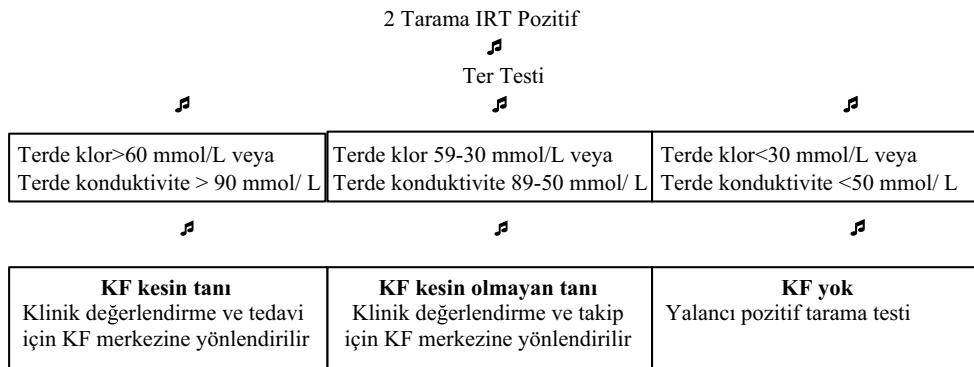 2 Tarama IRT Pozitif
♫
Ter Testi
♫ ♫ ♫
Terde klor>60 mmol/L veya
Terde konduktivite > 90 mmol/ L
Terde klor 59-30 mmol/L veya
Terde konduktivite 89-50 mmol/ L
Terde klor<30 mmol/L veya
Terde konduktivite <50 mmol/ L
♫ ♫ ♫
KF kesin tanı
Klinik değerlendirme ve tedavi
için KF merkezine yönlendirilir
KF kesin olmayan tanı
Klinik değerlendirme ve takip
için KF merkezine yönlendirilir
KF yok
Yalancı pozitif tarama testi